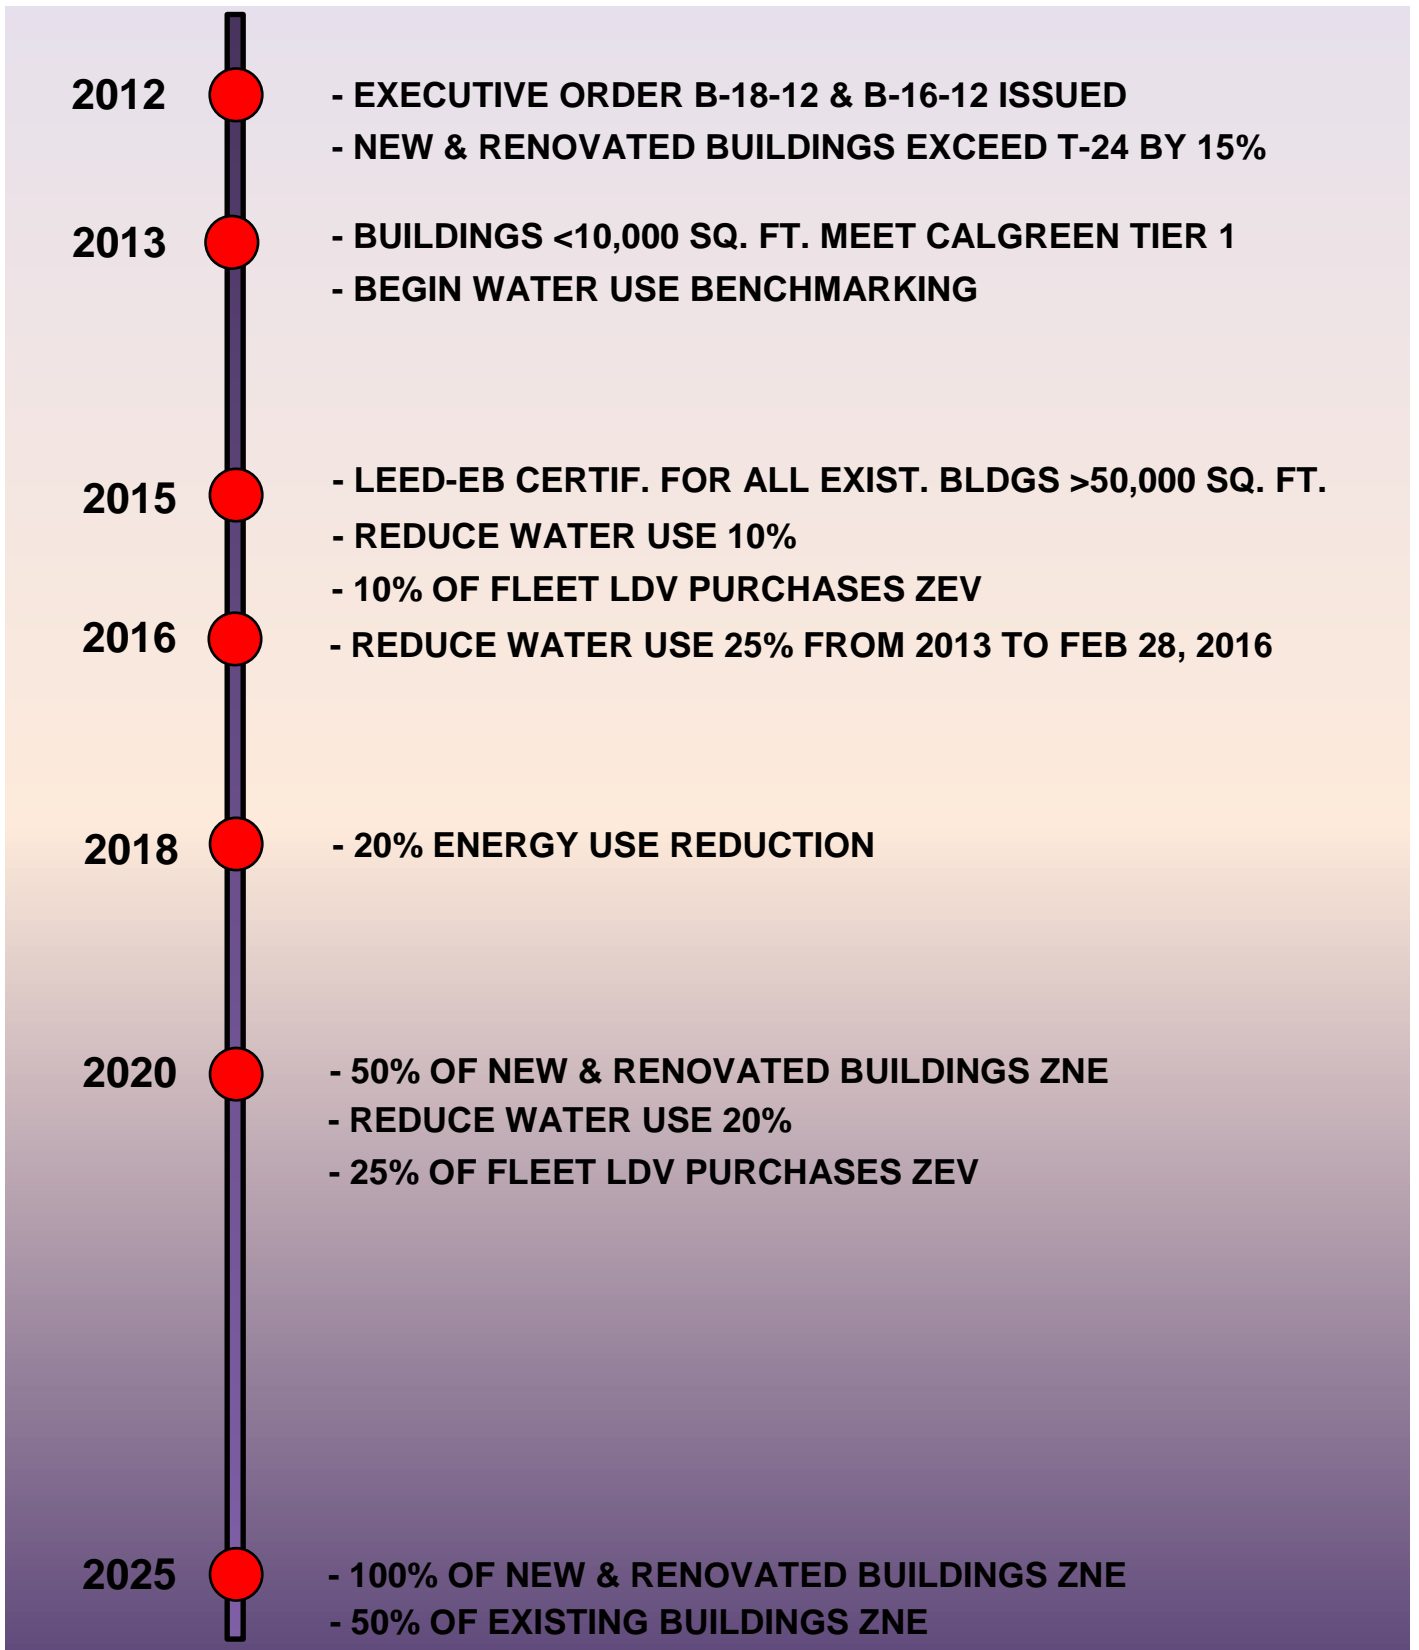 2012
- EXECUTIVE ORDER B-18-12 & B-16-12 ISSUED
- NEW & RENOVATED BUILDINGS EXCEED T-24 BY 15%
2013
- BUILDINGS <10,000 SQ. FT. MEET CALGREEN TIER 1
- BEGIN WATER USE BENCHMARKING
2015
- LEED-EB CERTIF. FOR ALL EXIST. BLDGS >50,000 SQ. FT.
- REDUCE WATER USE 10%
- 10% OF FLEET LDV PURCHASES ZEV
2016
- REDUCE WATER USE 25% FROM 2013 TO FEB 28, 2016
2018
- 20% ENERGY USE REDUCTION
2020
- 50% OF NEW & RENOVATED BUILDINGS ZNE
- REDUCE WATER USE 20%
- 25% OF FLEET LDV PURCHASES ZEV
2025
- 100% OF NEW & RENOVATED BUILDINGS ZNE
- 50% OF EXISTING BUILDINGS ZNE